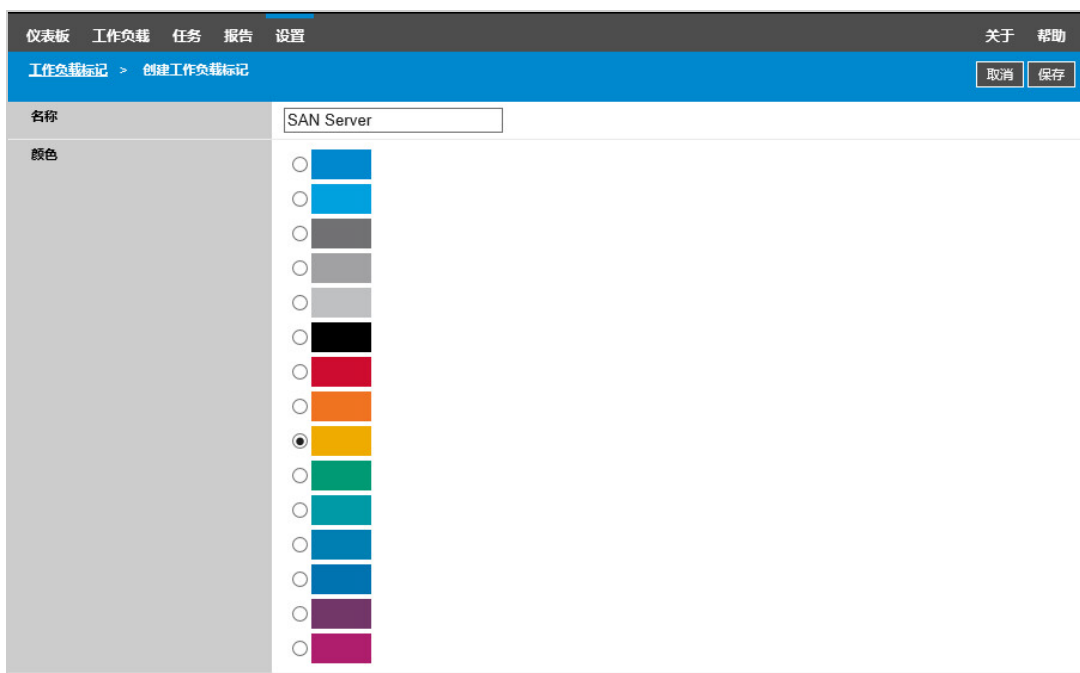 仪表板 工作负载 任务 报告 设置 关于 帮助
工作负载标记 > 创建工作负载标记 取消 保存
名称 SAN Server
颜色